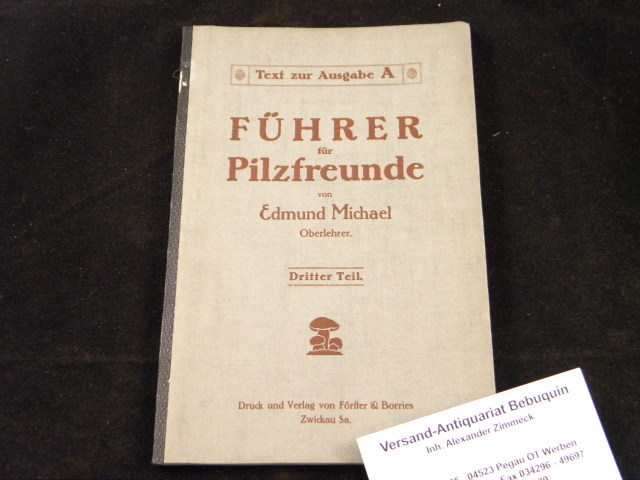 Text zur Ausgabe A
FÜHRER
für
Pilzfreunde
von
Edmund Michael
Oberlehrer.
Dritter Teil.
Druck und Verlag von Förster & Borries
Zwickau Sa.
Versand-Antiquariat Bebuquin
Inh. Alexander Zimmeck
04523 Pegau OT Werben
Fax 034296 - 49697